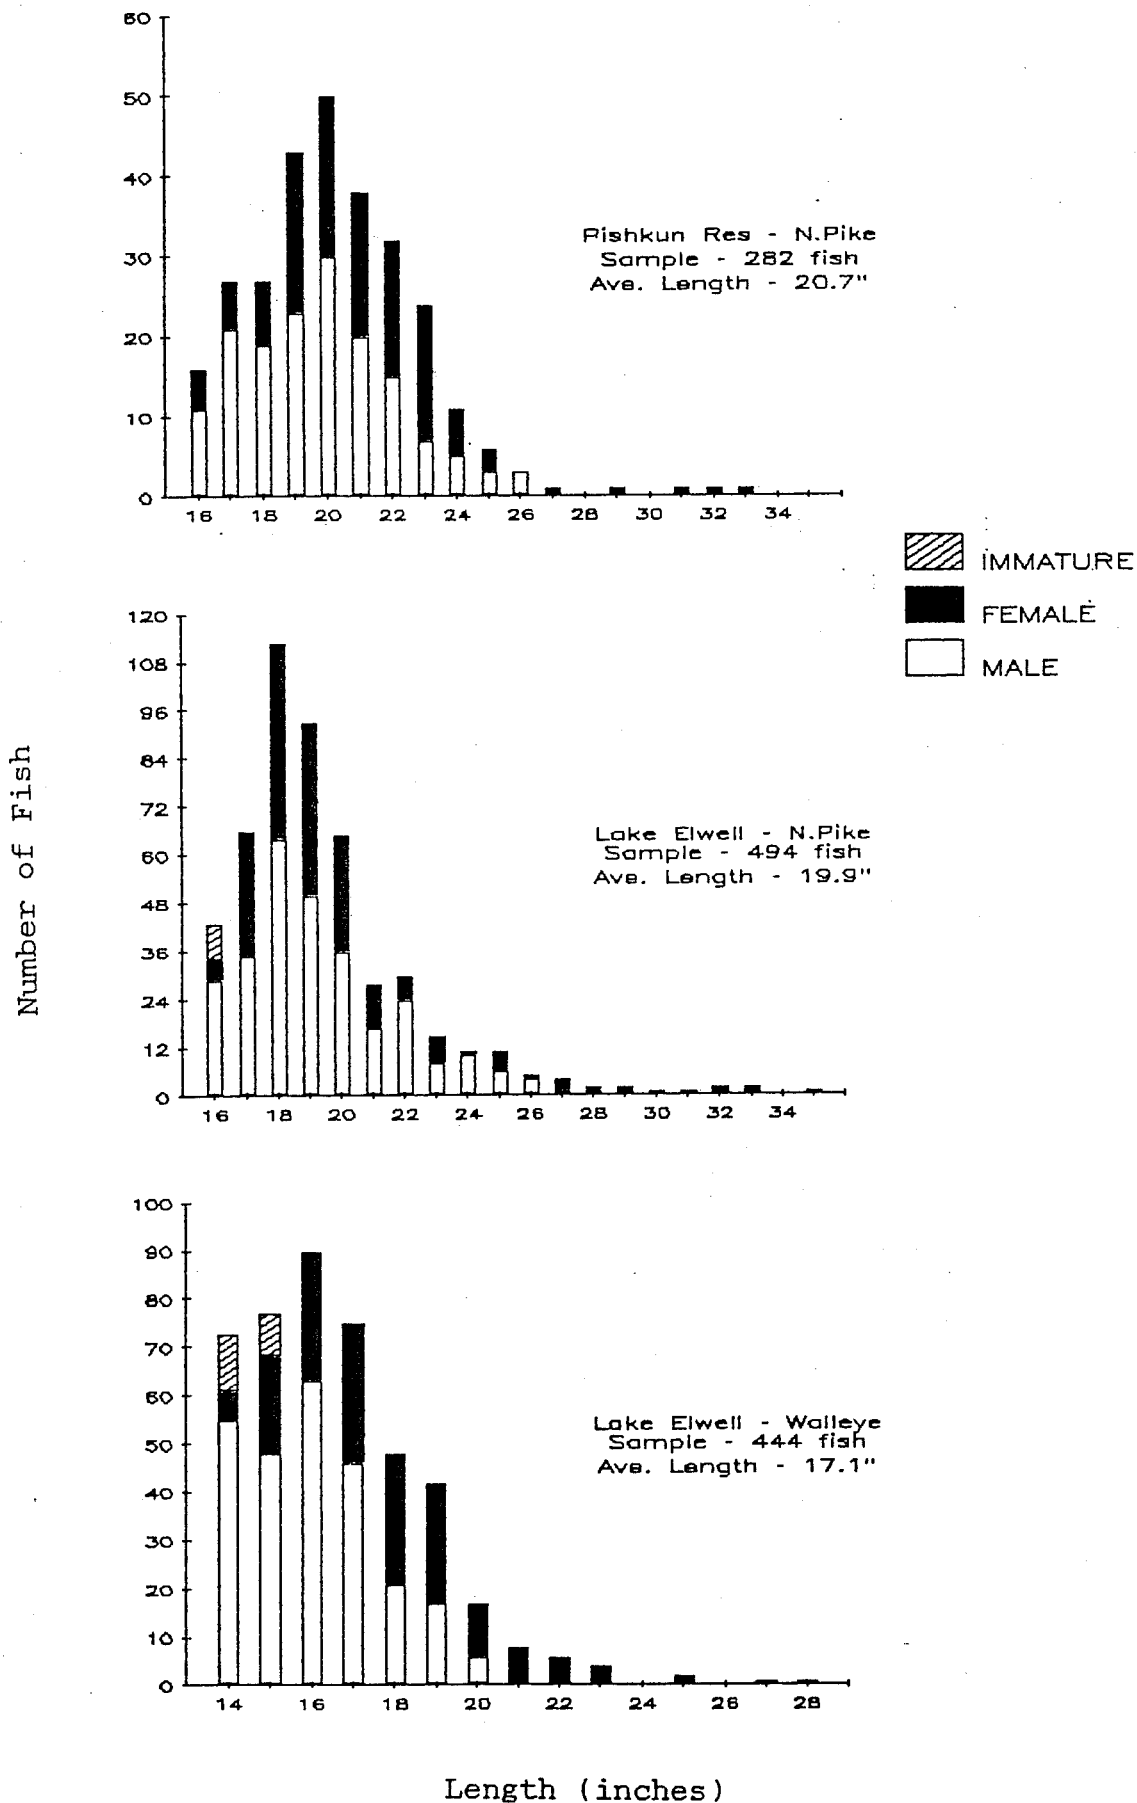 60
50
40
30
20
10
0
16 18 20 22 24 26 28 30 32 34
Pishkun Res - N.Pike
Sample - 282 fish
Ave. Length - 20.7"
IMMATURE
FEMALE
MALE
120
108
96
84
72
60
48
36
24
12
0
16 18 20 22 24 26 28 30 32 34
Lake Elwell - N.Pike
Sample - 494 fish
Ave. Length - 19.9"
Number of Fish
100
90
80
70
60
50
40
30
20
10
0
14 16 18 20 22 24 26 28
Lake Elwell - Walleye
Sample - 444 fish
Ave. Length - 17.1"
Length (inches)